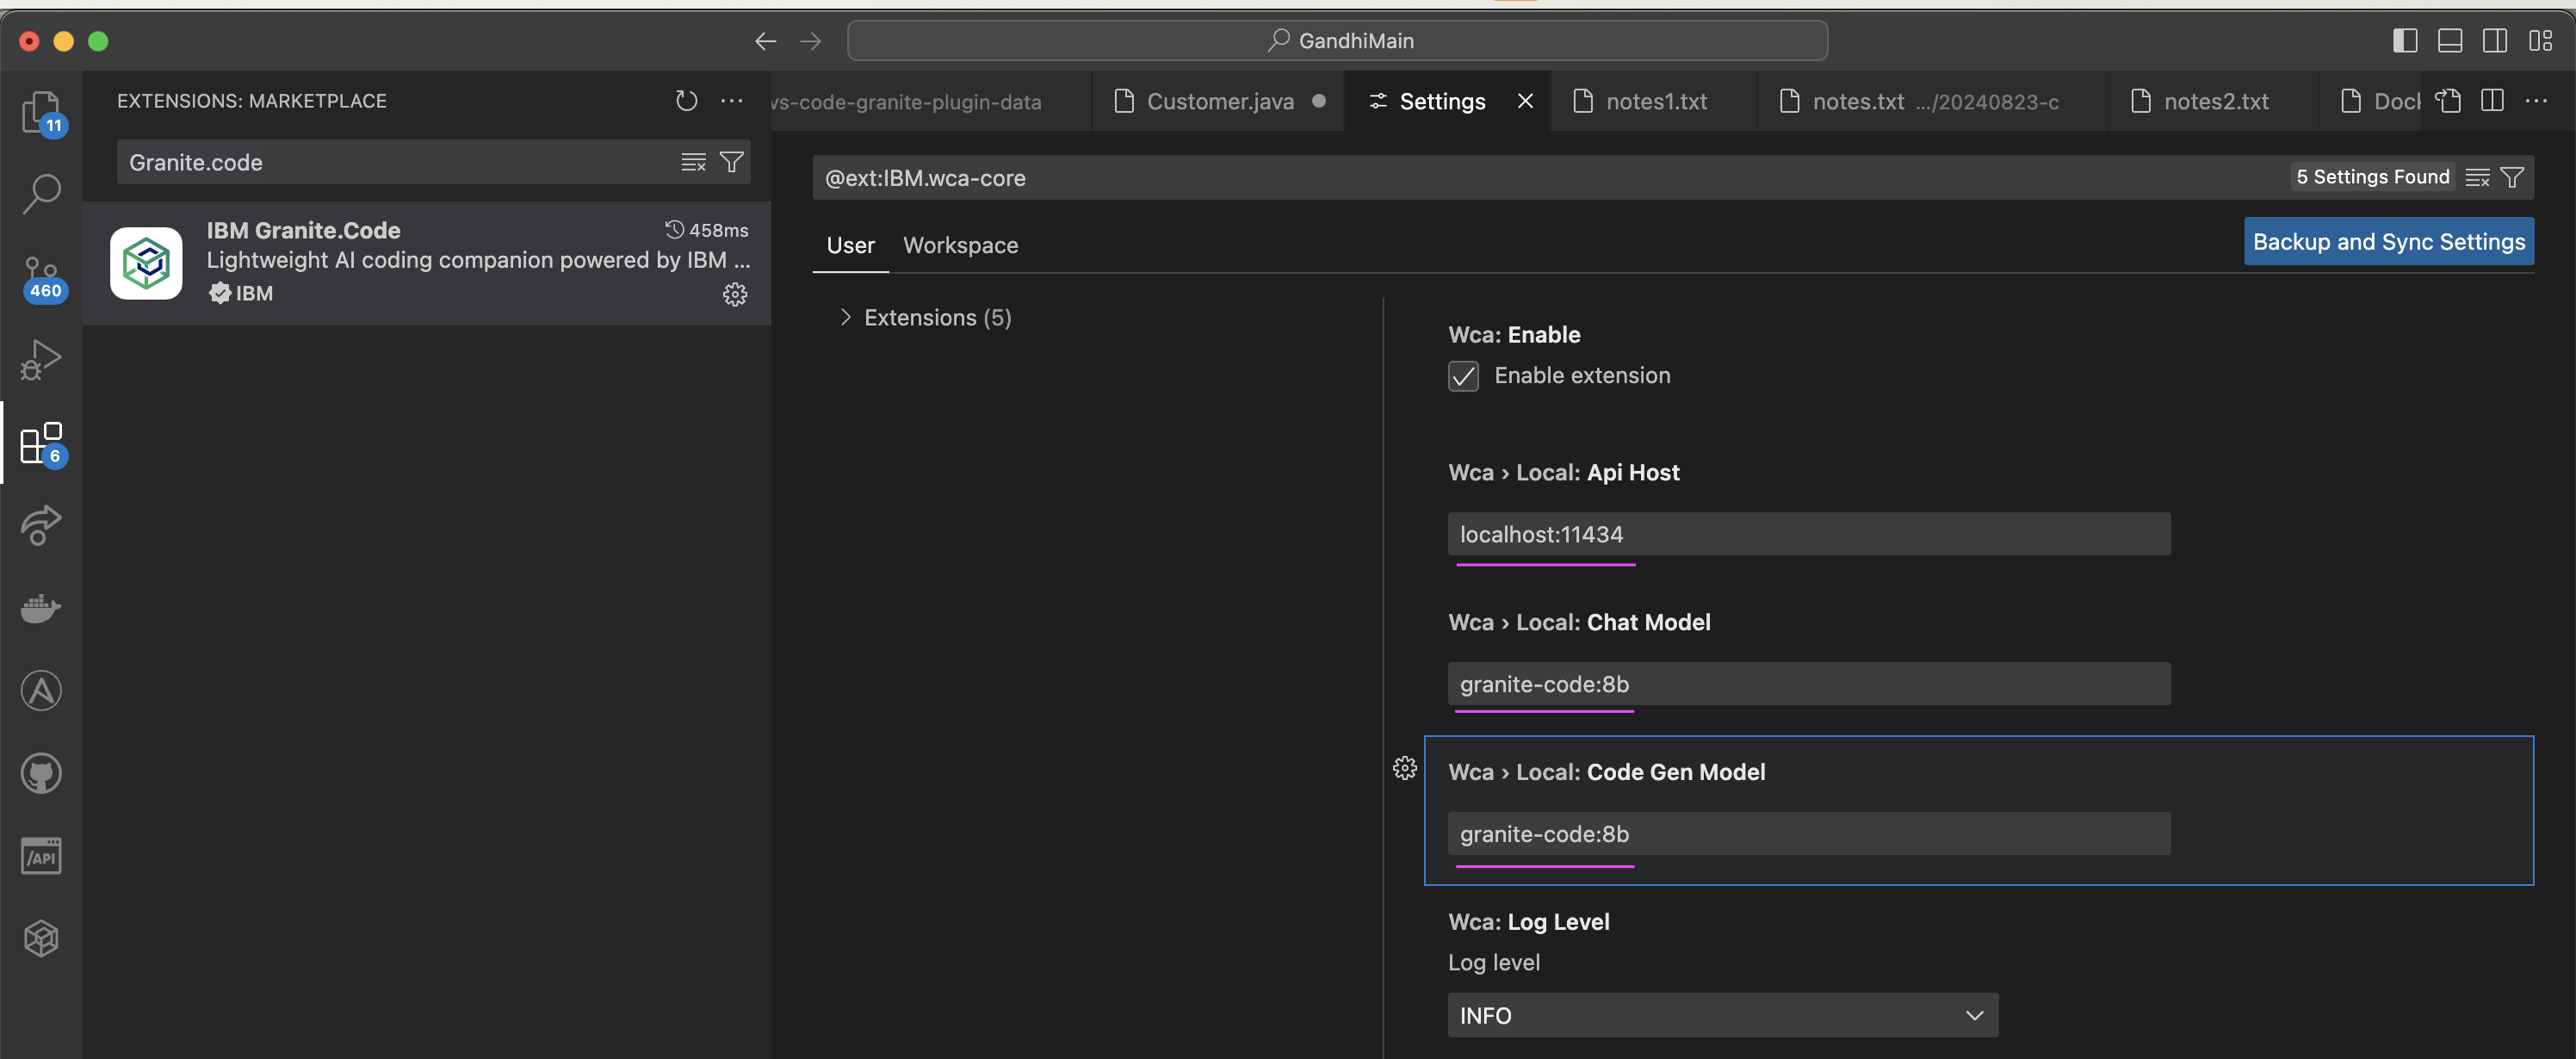 GandhiMain
11
460
6
/API
EXTENSIONS: MARKETPLACE
Granite.code
IBM Granite.Code
458ms
Lightweight AI coding companion powered by IBM ...
IBM
vs-code-granite-plugin-data
Customer.java
Settings
notes1.txt
notes.txt .../20240823-c
notes2.txt
Dock
@ext:IBM.wca-core
5 Settings Found
User
Workspace
Backup and Sync Settings
Extensions (5)
Wca: Enable
Enable extension
Wca › Local: Api Host
localhost:11434
Wca › Local: Chat Model
granite-code:8b
Wca › Local: Code Gen Model
granite-code:8b
Wca: Log Level
Log level
INFO